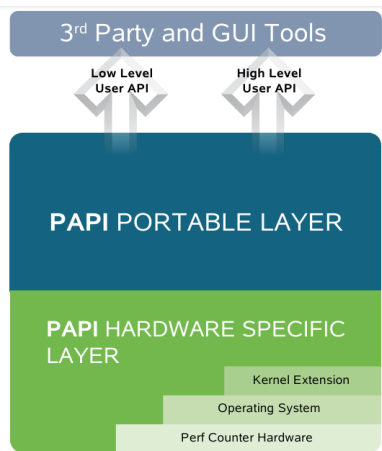 3rd Party and GUI Tools
Low Level
User API
High Level
User API
PAPI PORTABLE LAYER
PAPI HARDWARE SPECIFIC
LAYER
Kernel Extension
Operating System
Perf Counter Hardware